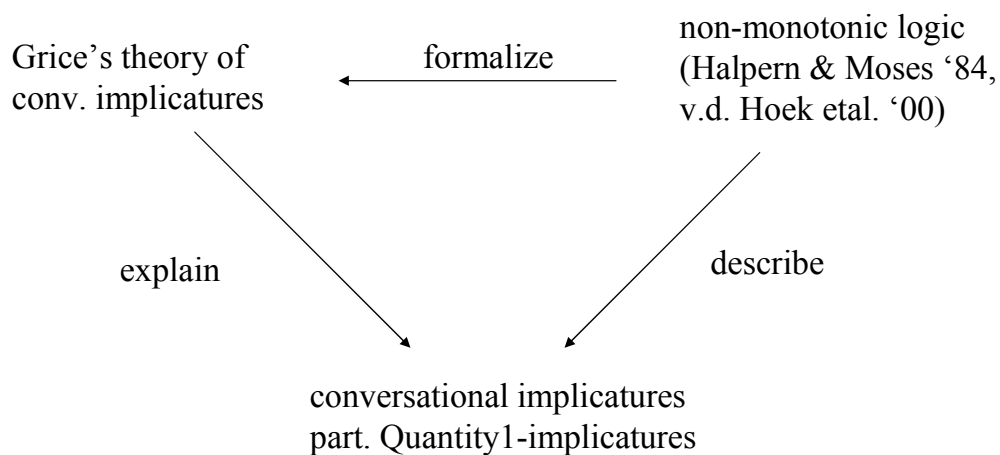 Grice’s theory of
conv. implicatures
formalize
non-monotonic logic
(Halpern & Moses ‘84,
v.d. Hoek etal. ‘00)
explain
describe
conversational implicatures
part. Quantity1-implicatures